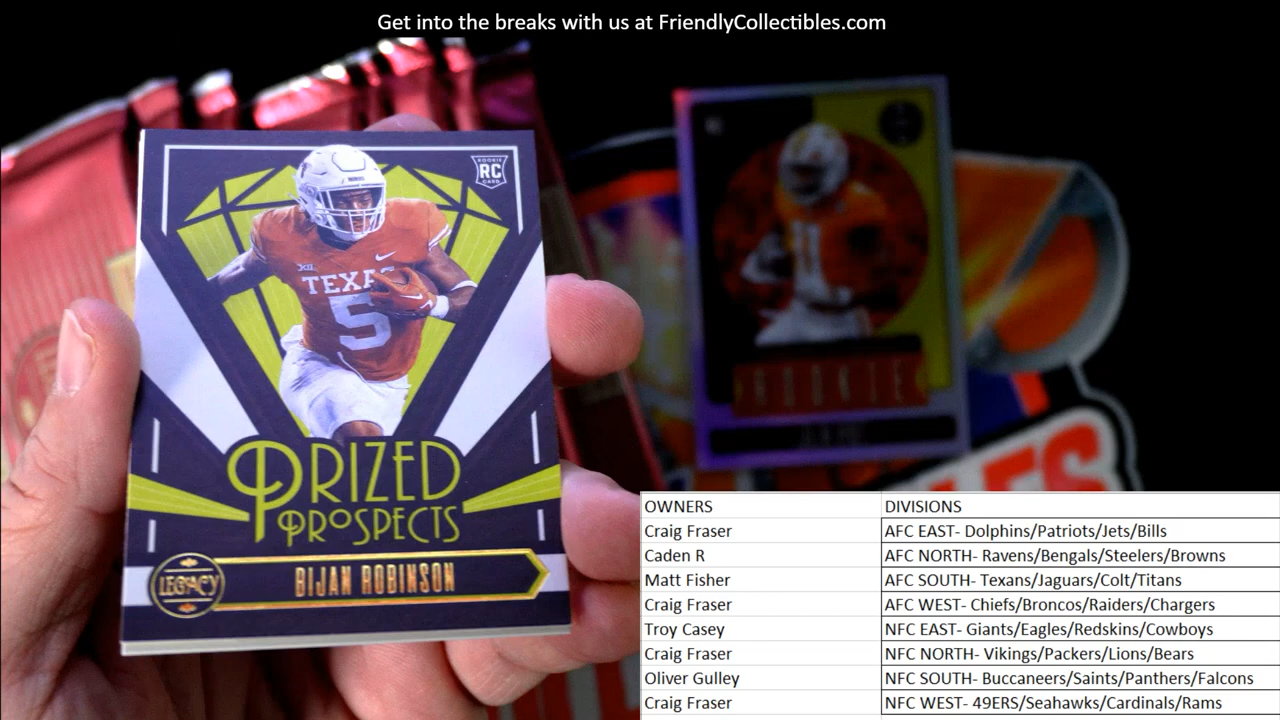 Get into the breaks with us at FriendlyCollectibles.com
ROOKIE
RC
CARD
XII
TEXAS
5
PRIZED
PROSPECTS
LEGACY
BIJAN ROBINSON
11
ROOKIE
LES
OWNERS DIVISIONS
Craig Fraser AFC EAST- Dolphins/Patriots/Jets/Bills
Caden R AFC NORTH- Ravens/Bengals/Steelers/Browns
Matt Fisher AFC SOUTH- Texans/Jaguars/Colt/Titans
Craig Fraser AFC WEST- Chiefs/Broncos/Raiders/Chargers
Troy Casey NFC EAST- Giants/Eagles/Redskins/Cowboys
Craig Fraser NFC NORTH- Vikings/Packers/Lions/Bears
Oliver Gulley NFC SOUTH- Buccaneers/Saints/Panthers/Falcons
Craig Fraser NFC WEST- 49ERS/Seahawks/Cardinals/Rams